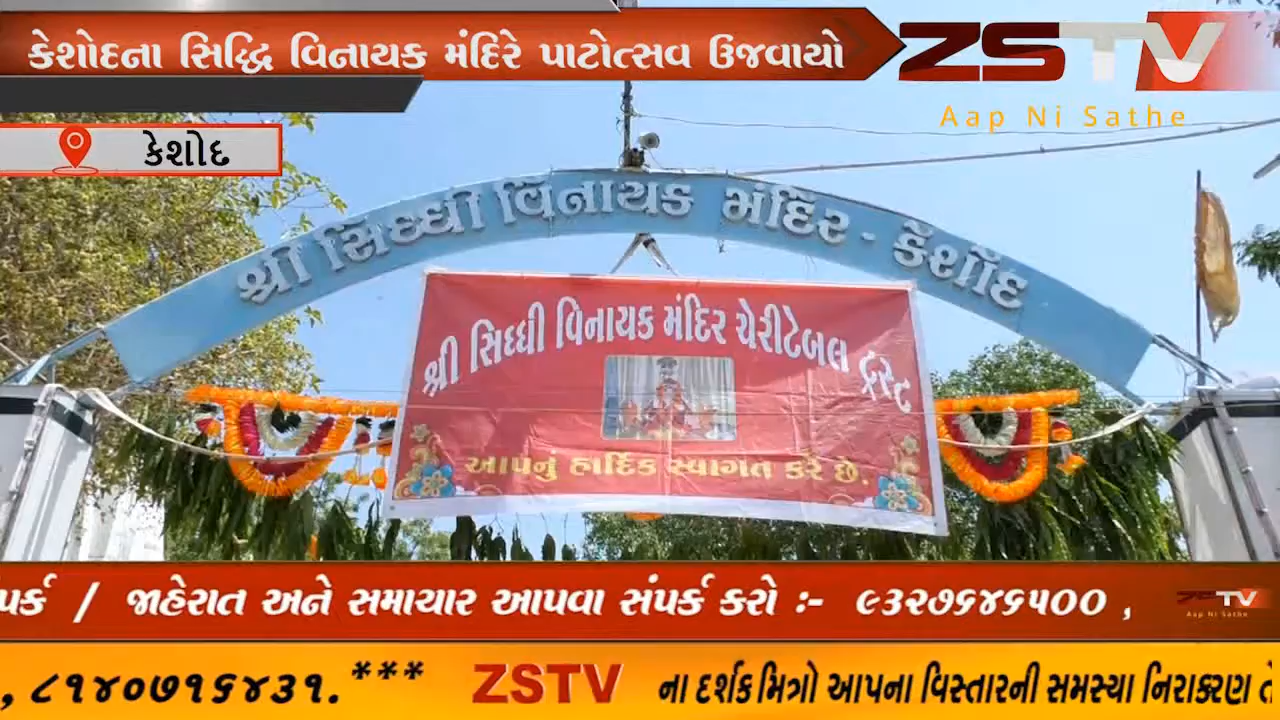 કેશોદના સિદ્ધિ વિનાયક મંદિરે પાટોત્સવ ઉજવાયો
ZSTV
Aap Ni Sathe
કેશોદ
શ્રી સિધ્ધી વિનાયક મંદિર - કેશોદ
શ્રી સિધ્ધી વિનાયક મંદિર ચેરીટેબલ ટ્રસ્ટ
આપનું હાર્દિક સ્વાગત કરે છે.
પર્ક / જાહેરાત અને સમાચાર આપવા સંપર્ક કરો :- ૯૩૨૭૬૪૬૫૦૦ ,
ZSTV
Aap Ni Sathe
, ૮૧૪૦૭૧૬૪૩૧.*** ZSTV ના દર્શક મિત્રો આપના વિસ્તારની સમસ્યા નિરાકરણ તે